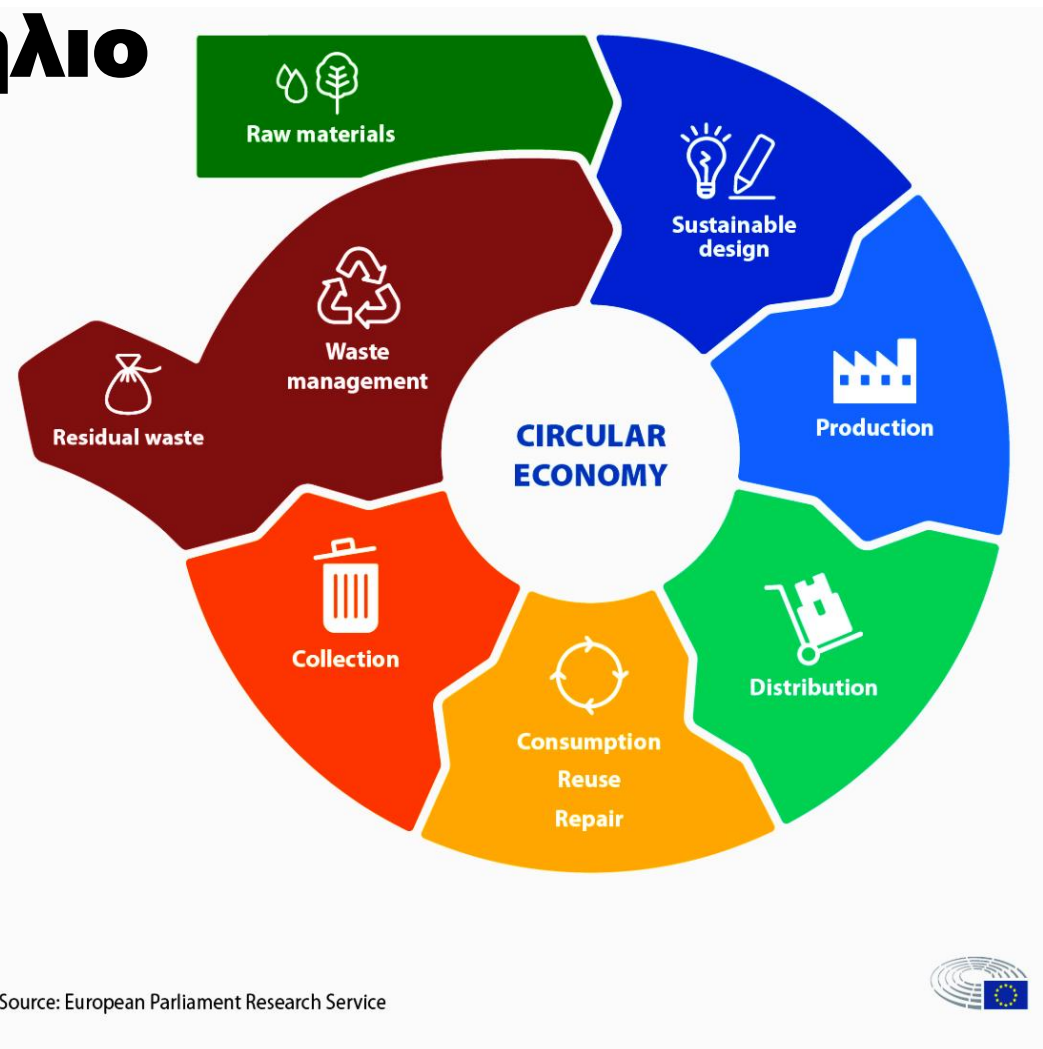 ηλιο
Raw materials
Sustainable
design
Production
Distribution
Consumption
Reuse
Repair
Collection
Waste
management
Residual waste
CIRCULAR
ECONOMY
Source: European Parliament Research Service